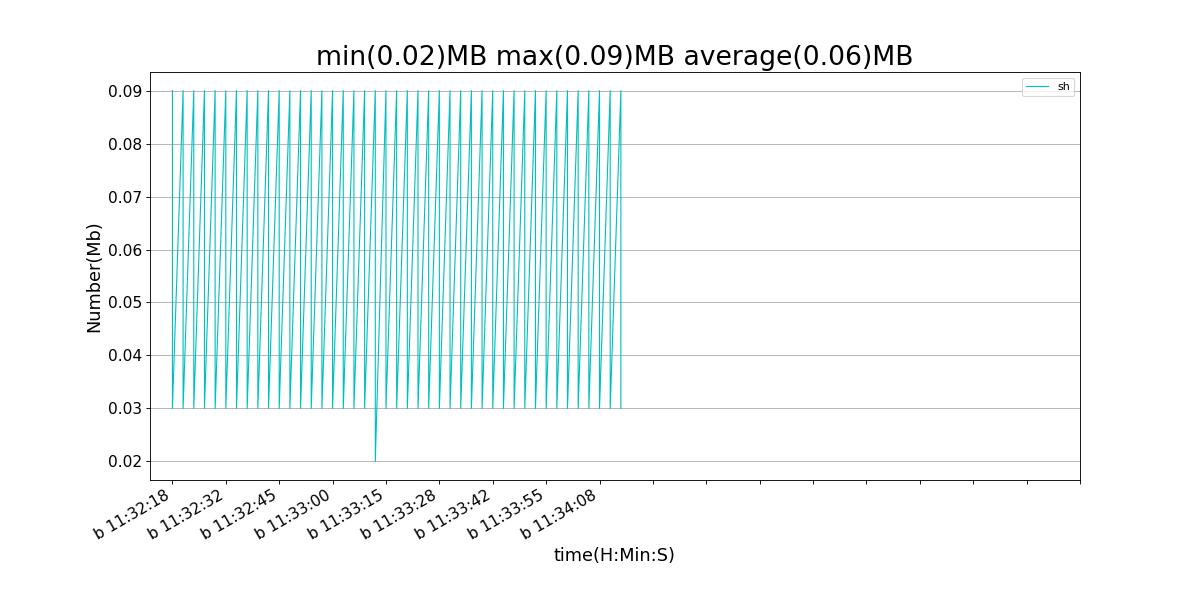 min(0.02)MB max(0.09)MB average(0.06)MB
sh
0.09
0.08
0.07
0.06
0.05
0.04
0.03
0.02
Number(Mb)
b 11:32:18
b 11:32:32
b 11:32:45
b 11:33:00
b 11:33:15
b 11:33:28
b 11:33:42
b 11:33:55
b 11:34:08
time(H:Min:S)